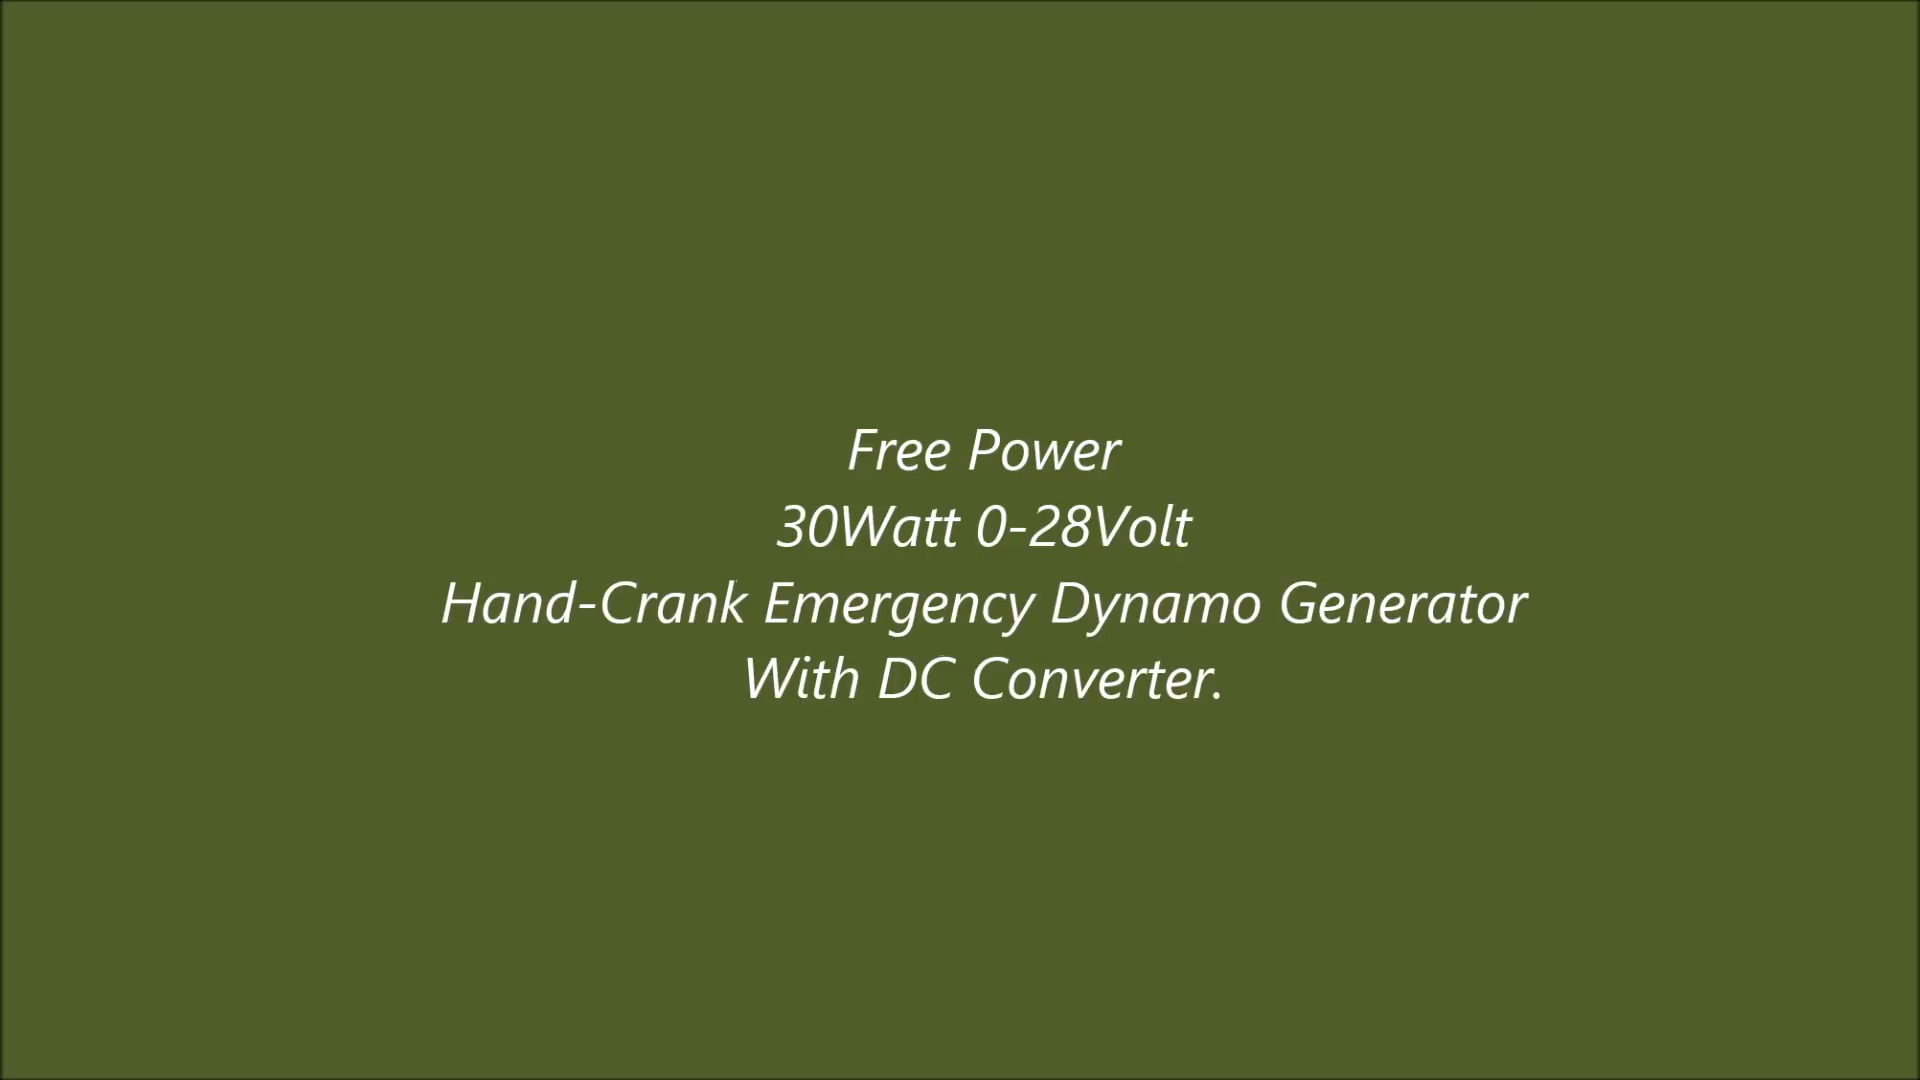 Free Power
30Watt 0-28Volt
Hand-Crank Emergency Dynamo Generator
With DC Converter.